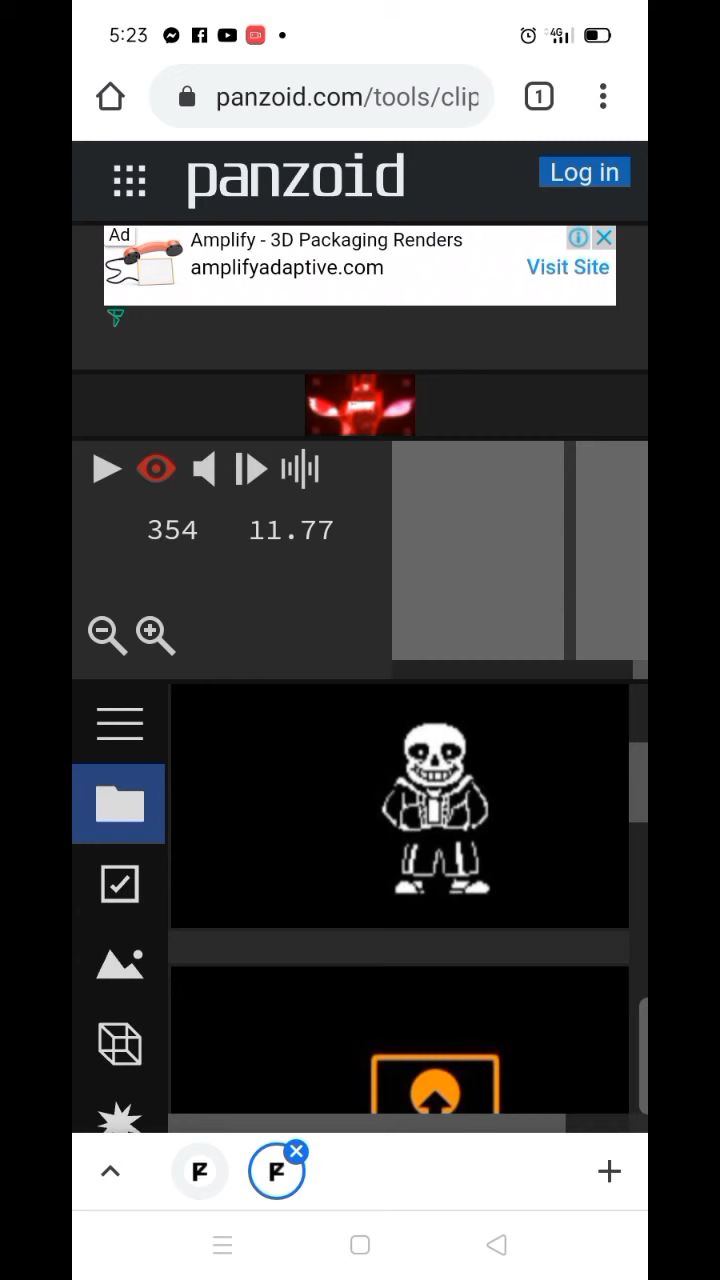 5:23
4G
panzoid.com/tools/clip
1
panzoid
Log in
Ad
Amplify - 3D Packaging Renders
amplifyadaptive.com
Visit Site
354 11.77